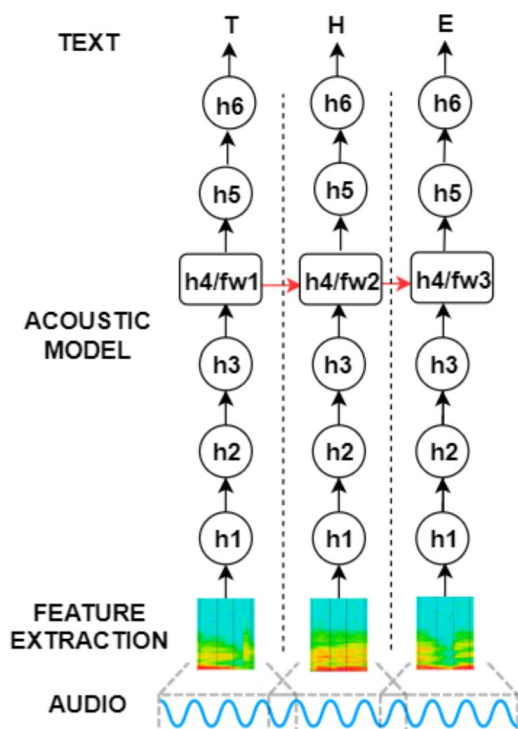 TEXT T H E
h6 h6 h6
h5 h5 h5
h4/fw1 h4/fw2 h4/fw3
ACOUSTIC
MODEL
h3 h3 h3
h2 h2 h2
h1 h1 h1
FEATURE
EXTRACTION
AUDIO